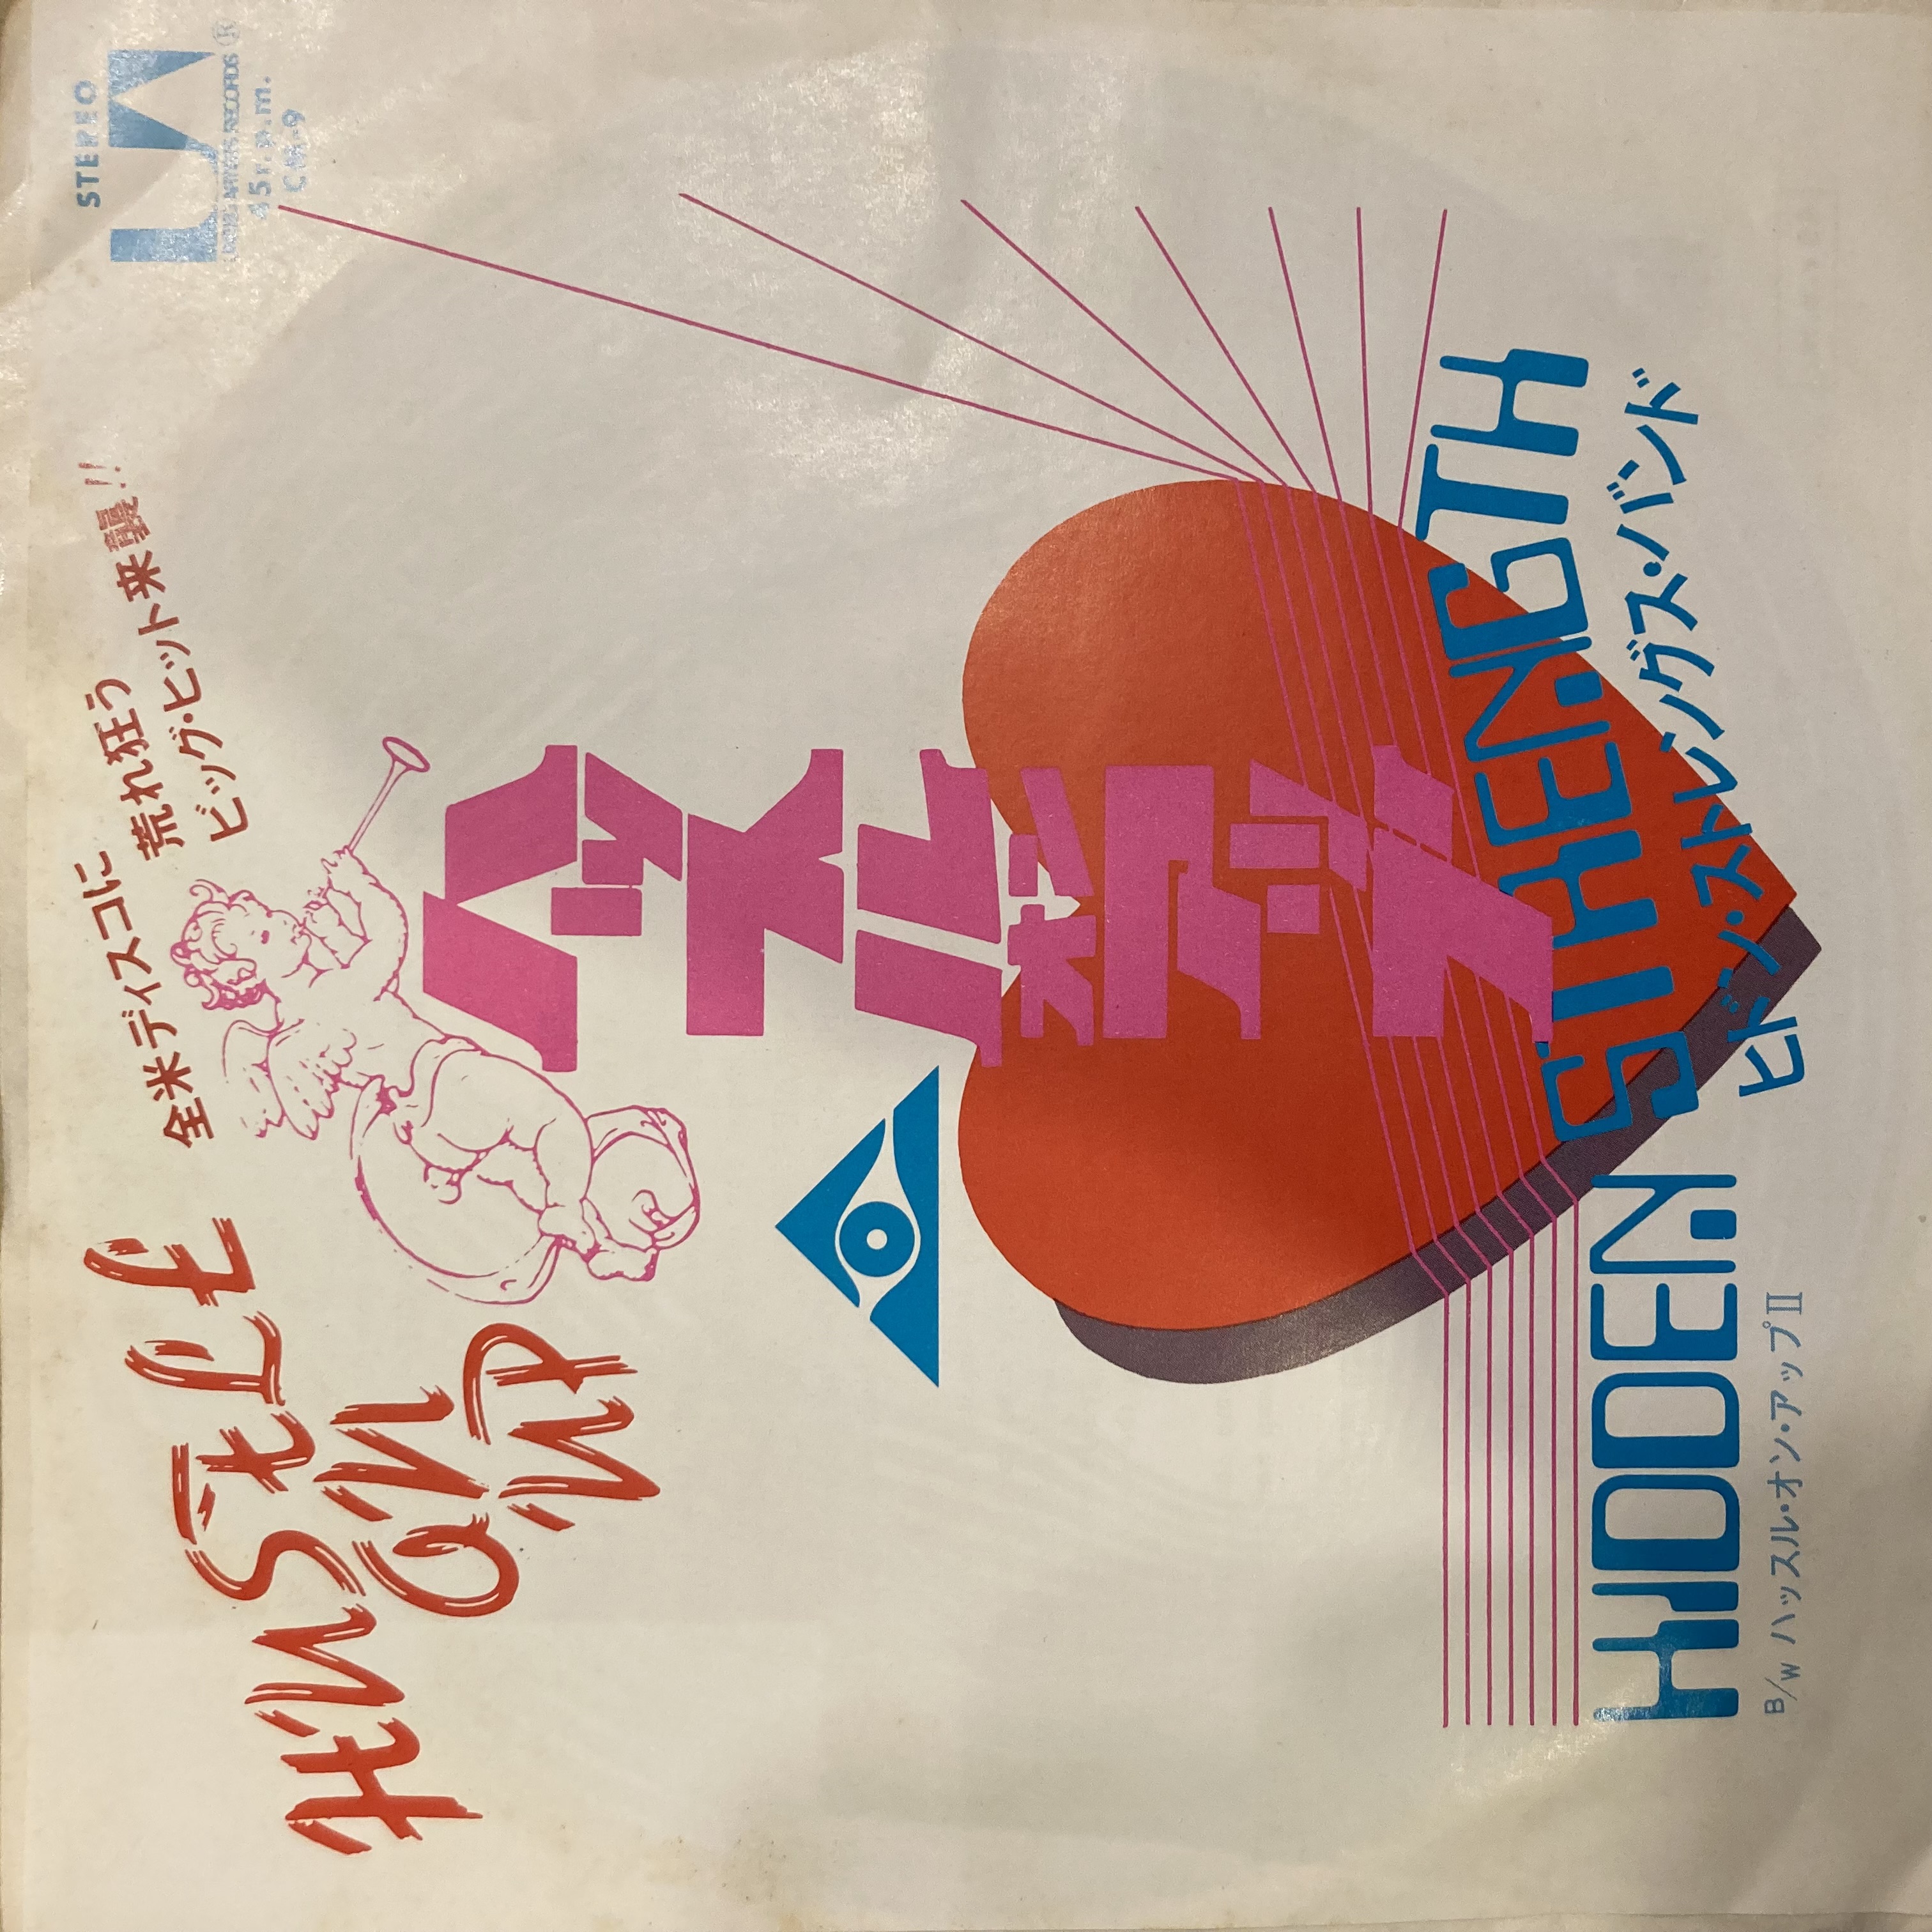 HUSTLE
ON
UP
全米ディスコに
荒れ狂う
ビッグ・ヒット来襲!!
STEREO
UA
UNITED ARTISTS RECORDS ®
45r.p.m.
CM-9
ハッスルオンアップ
HIDDEN STRENGTH
ヒドン・ストレングス・バンド
B/W ハッスル・オン・アップⅡ